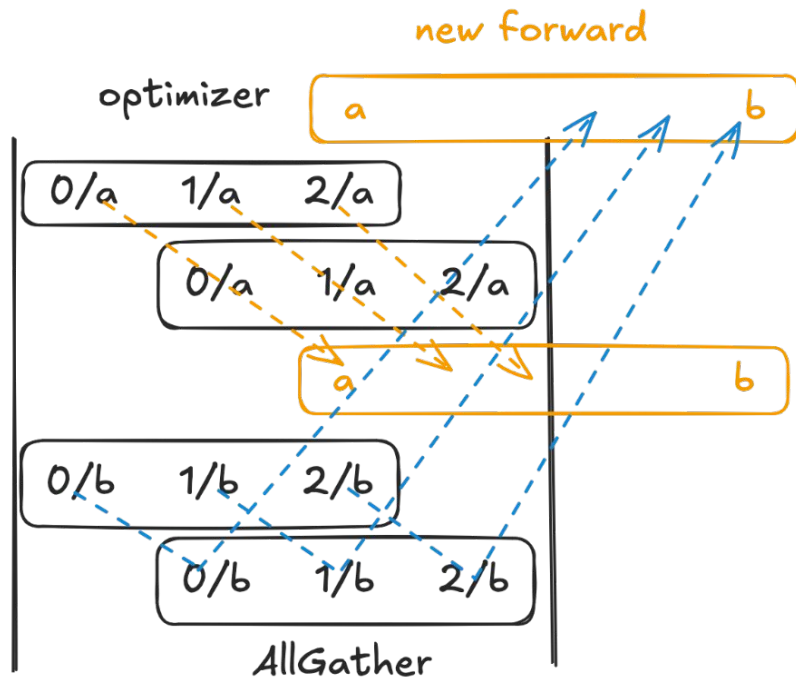 new forward
optimizer
a b
0/a 1/a 2/a
0/a 1/a 2/a
a b
0/b 1/b 2/b
0/b 1/b 2/b
AllGather